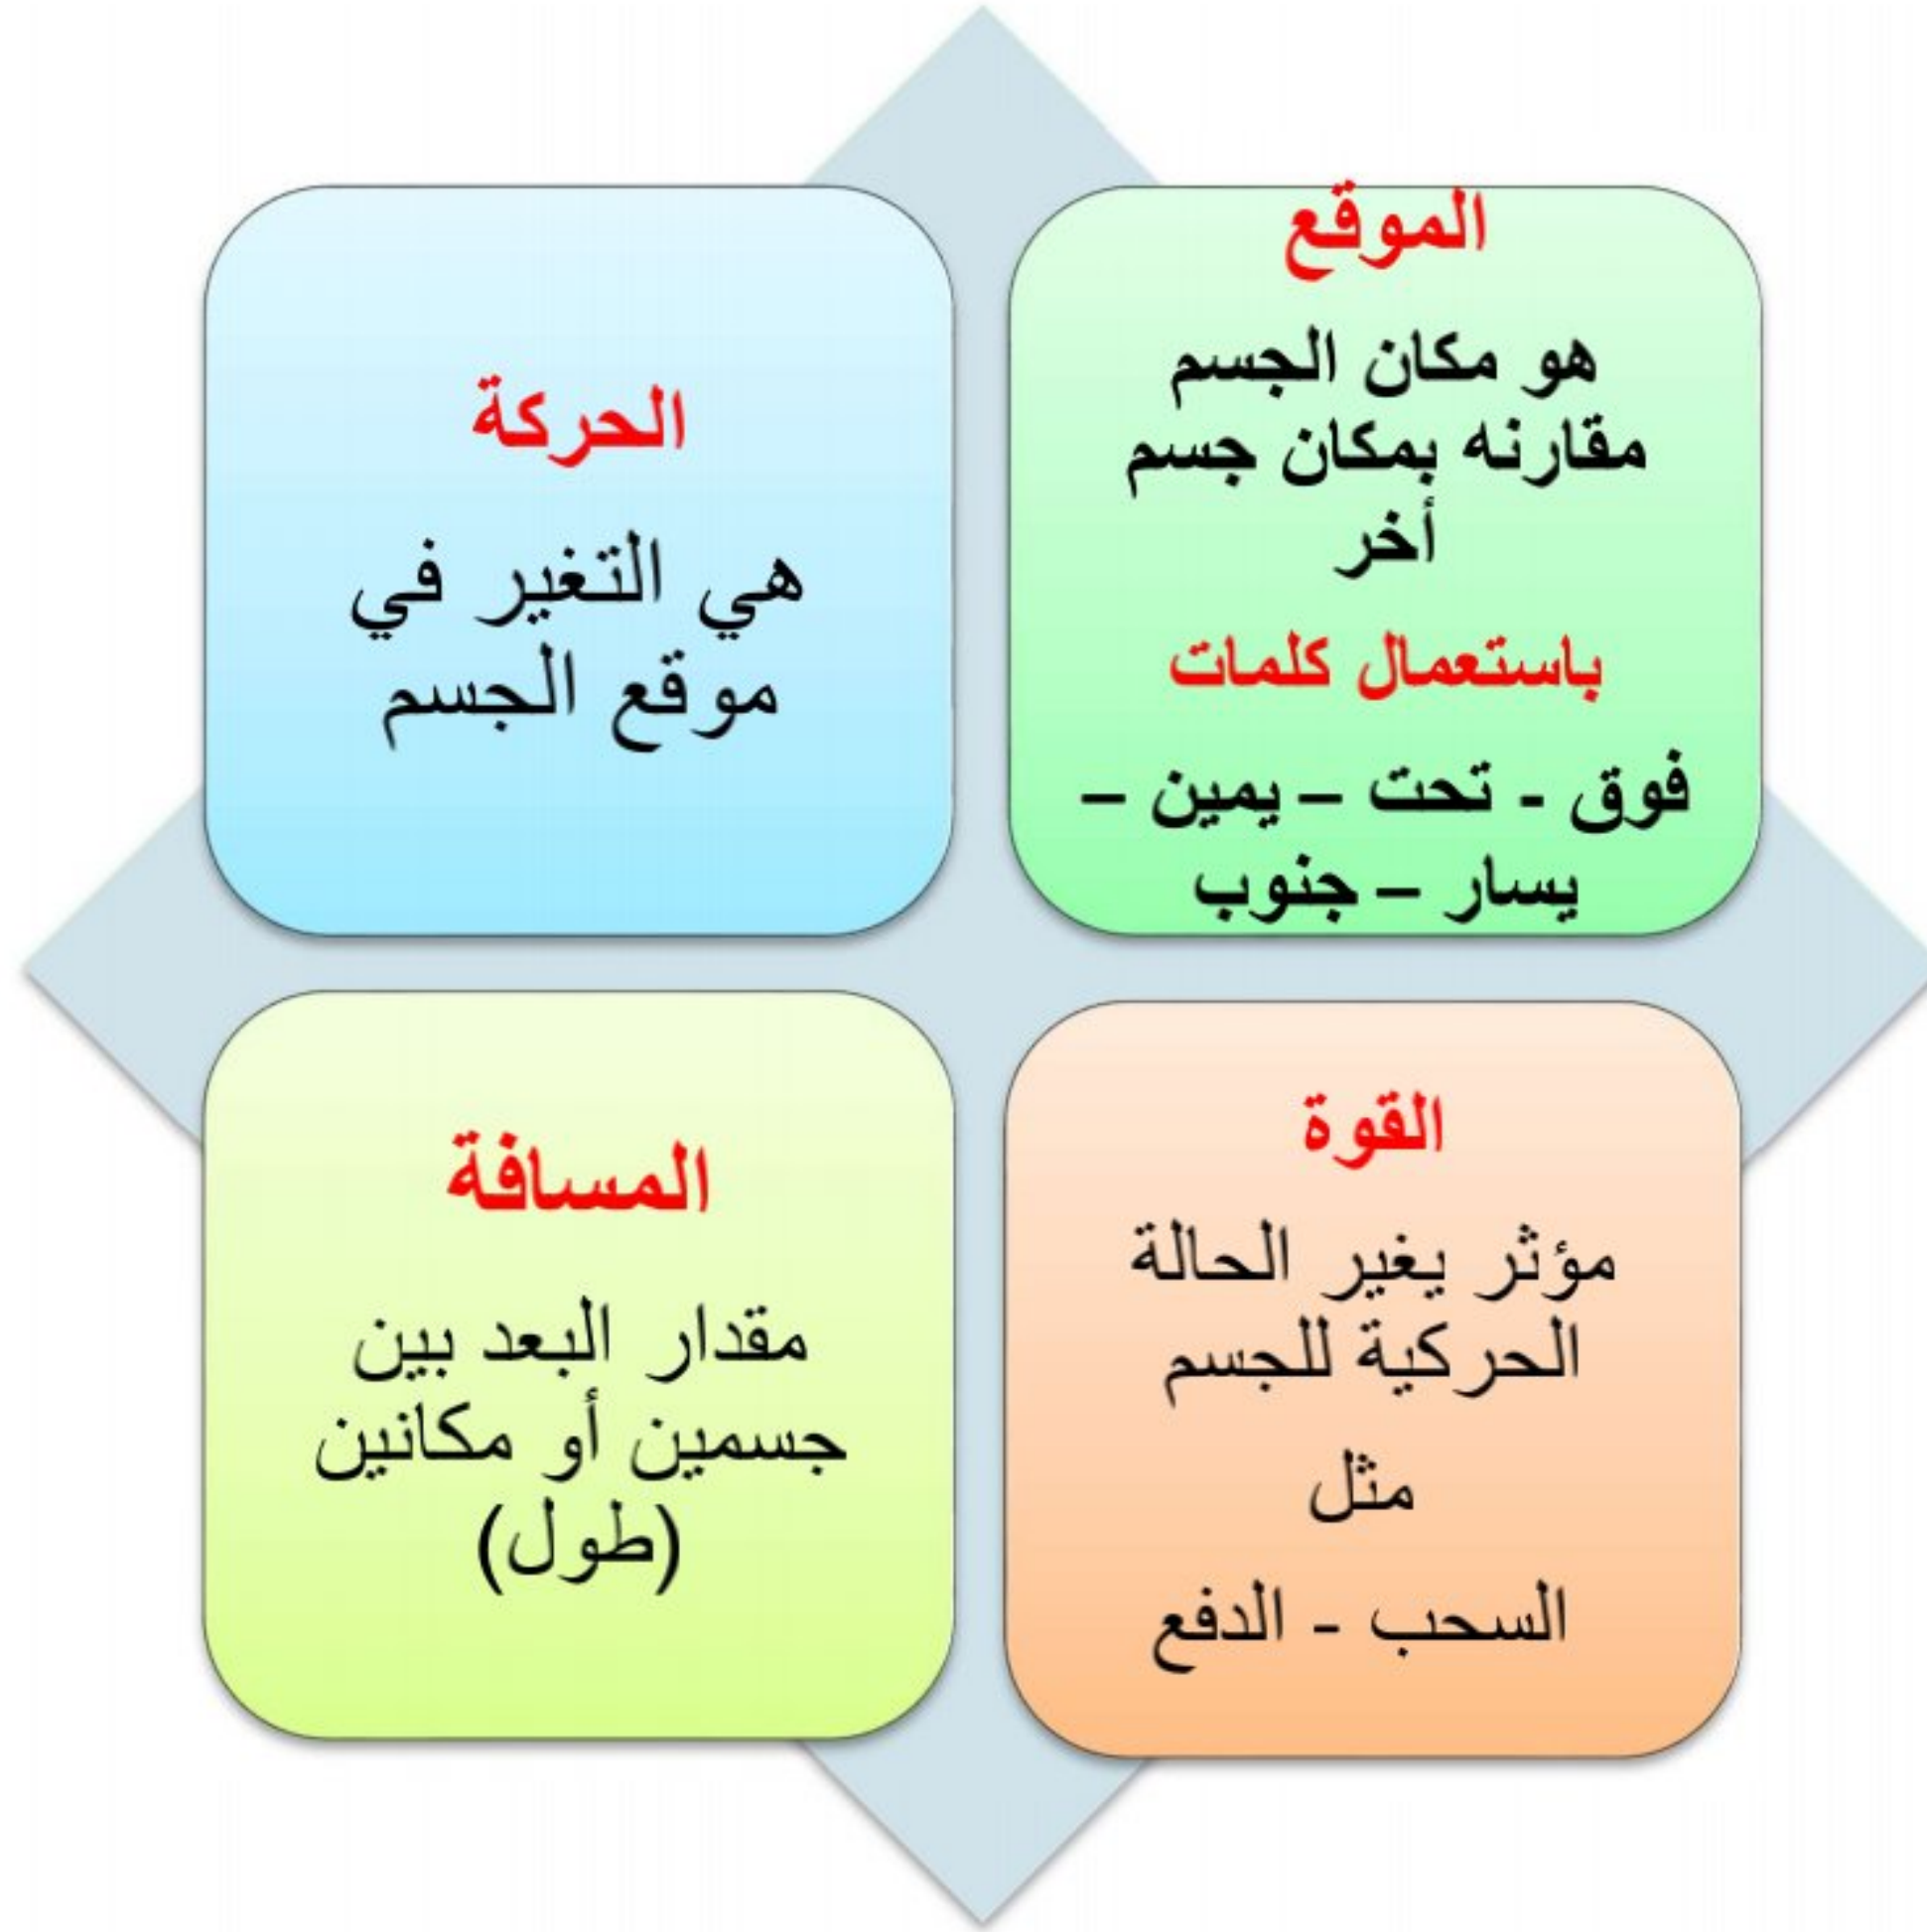 الموقع
هو مكان الجسم
مقارنه بمكان جسم
أخر
باستعمال كلمات
فوق - تحت – يمين –
يسار – جنوب
الحركة
هي التغير في
موقع الجسم
القوة
مؤثر يغير الحالة
الحركية للجسم
مثل
السحب - الدفع
المسافة
مقدار البعد بين
جسمين أو مكانين
(طول)